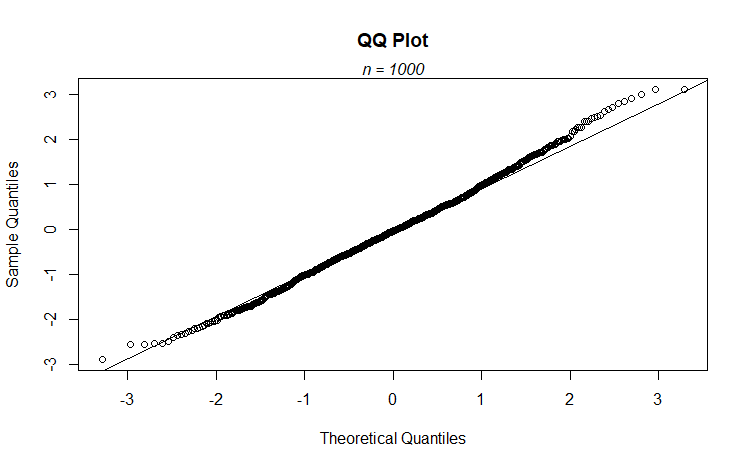 QQ Plot
n = 1000
Sample Quantiles
3
2
1
0
-1
-2
-3
-3 -2 -1 0 1 2 3
Theoretical Quantiles